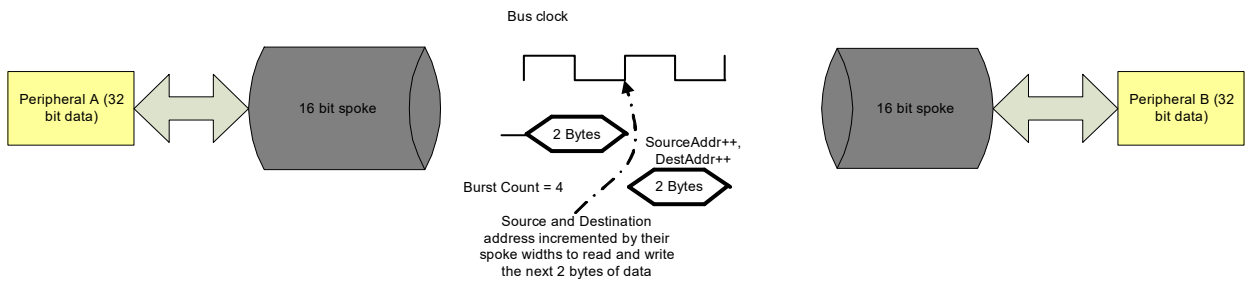 Bus clock
Peripheral A (32
bit data)
16 bit spoke
16 bit spoke
Peripheral B (32
bit data)
2 Bytes
SourceAddr++,
DestAddr++
Burst Count = 4
2 Bytes
Source and Destination
address incremented by their
spoke widths to read and write
the next 2 bytes of data